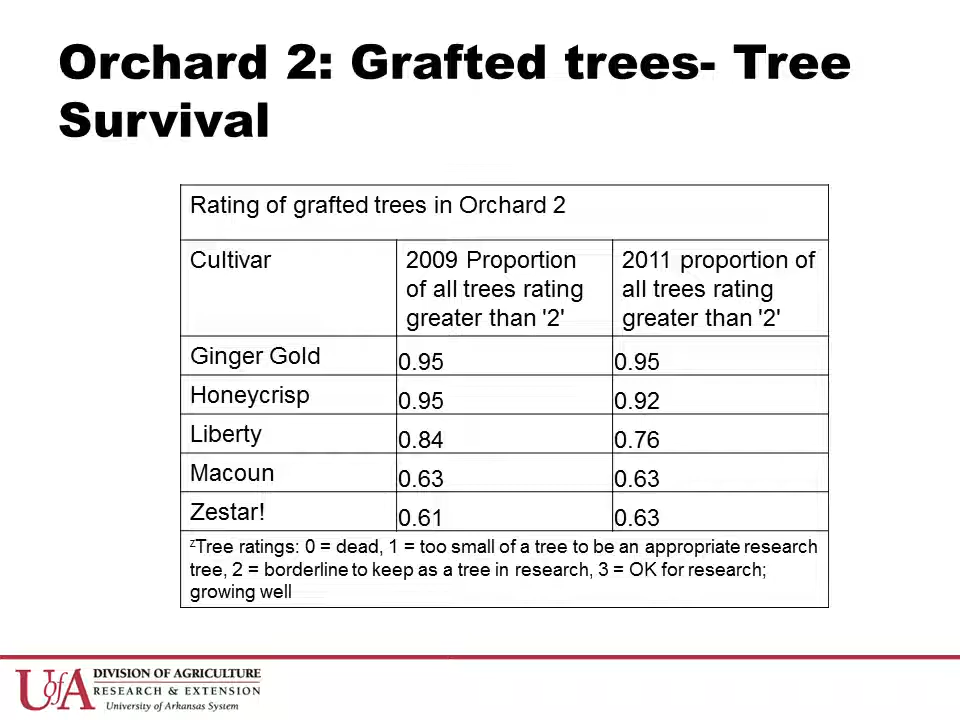 Orchard 2: Grafted trees- Tree
Survival
Rating of grafted trees in Orchard 2
Cultivar
2009 Proportion
of all trees rating
greater than '2'
2011 proportion of
all trees rating
greater than '2'
Ginger Gold 0.95 0.95
Honeycrisp 0.95 0.92
Liberty 0.84 0.76
Macoun 0.63 0.63
Zestar! 0.61 0.63
ᶻTree ratings: 0 = dead, 1 = too small of a tree to be an appropriate research
tree, 2 = borderline to keep as a tree in research, 3 = OK for research;
growing well
UofA
DIVISION OF AGRICULTURE
RESEARCH & EXTENSION
University of Arkansas System